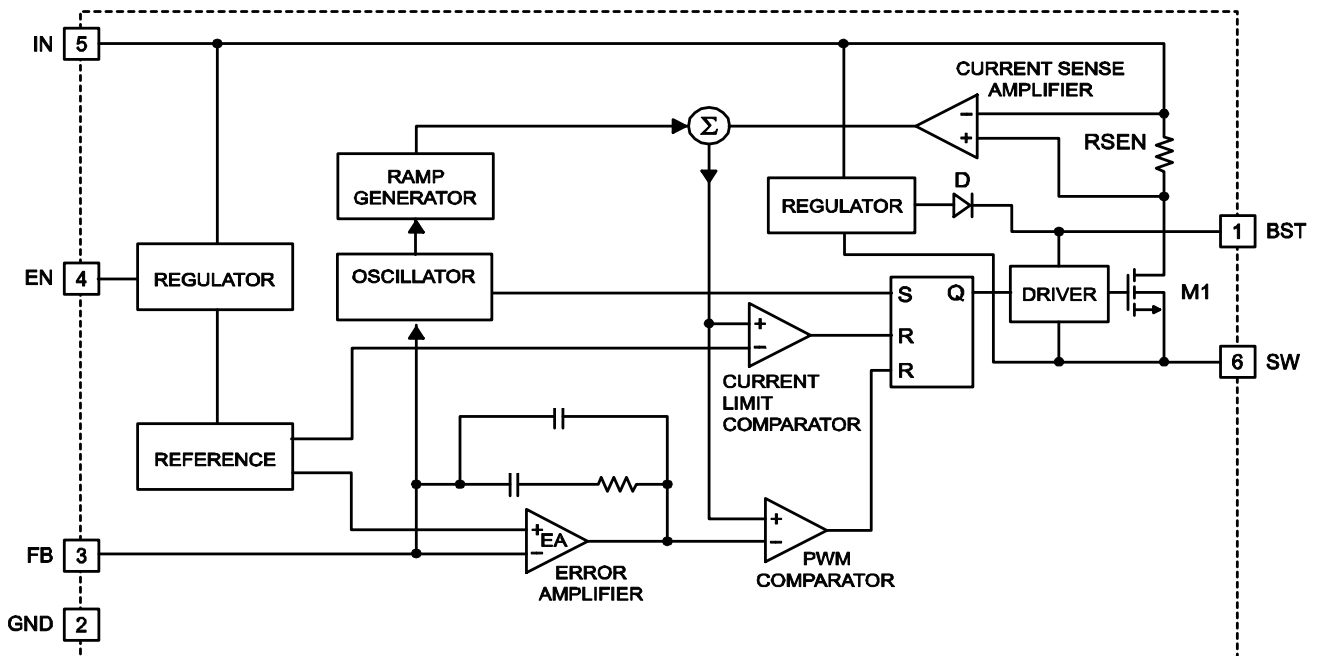 IN 5
CURRENT SENSE
AMPLIFIER
- 
+
Σ
RSEN
RAMP
GENERATOR
REGULATOR
D
1 BST
EN 4
REGULATOR
OSCILLATOR
S Q
R
R
DRIVER
M1
+
-
CURRENT
LIMIT
COMPARATOR
6 SW
REFERENCE
+
EA
-
ERROR
AMPLIFIER
+
-
PWM
COMPARATOR
FB 3
GND 2